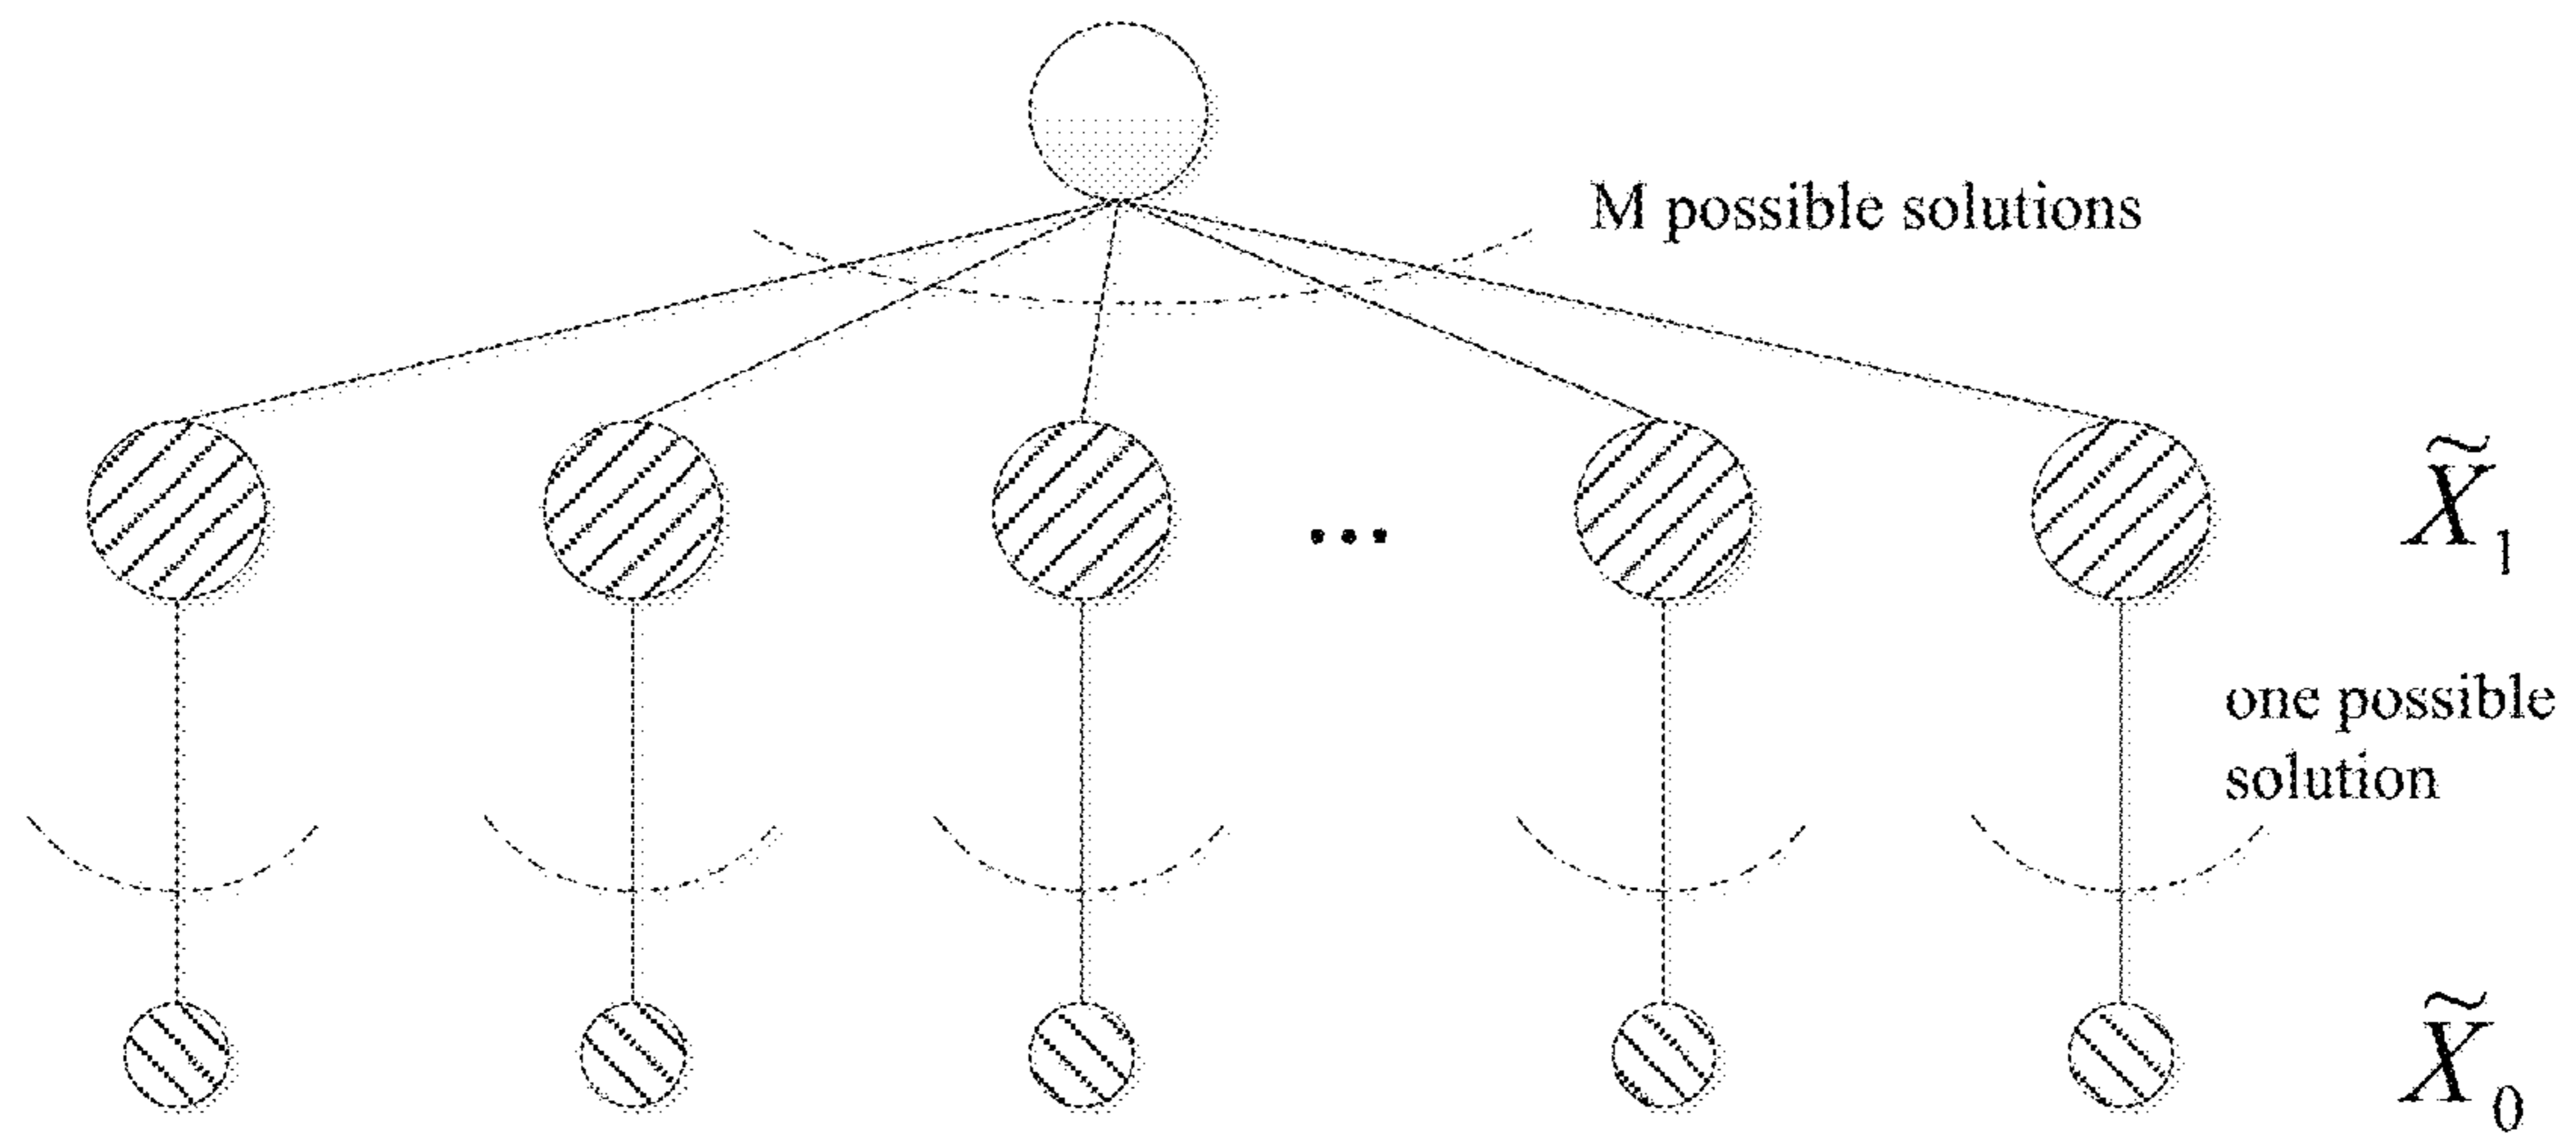 M possible solutions
...
X̃₁
one possible
solution
X̃₀